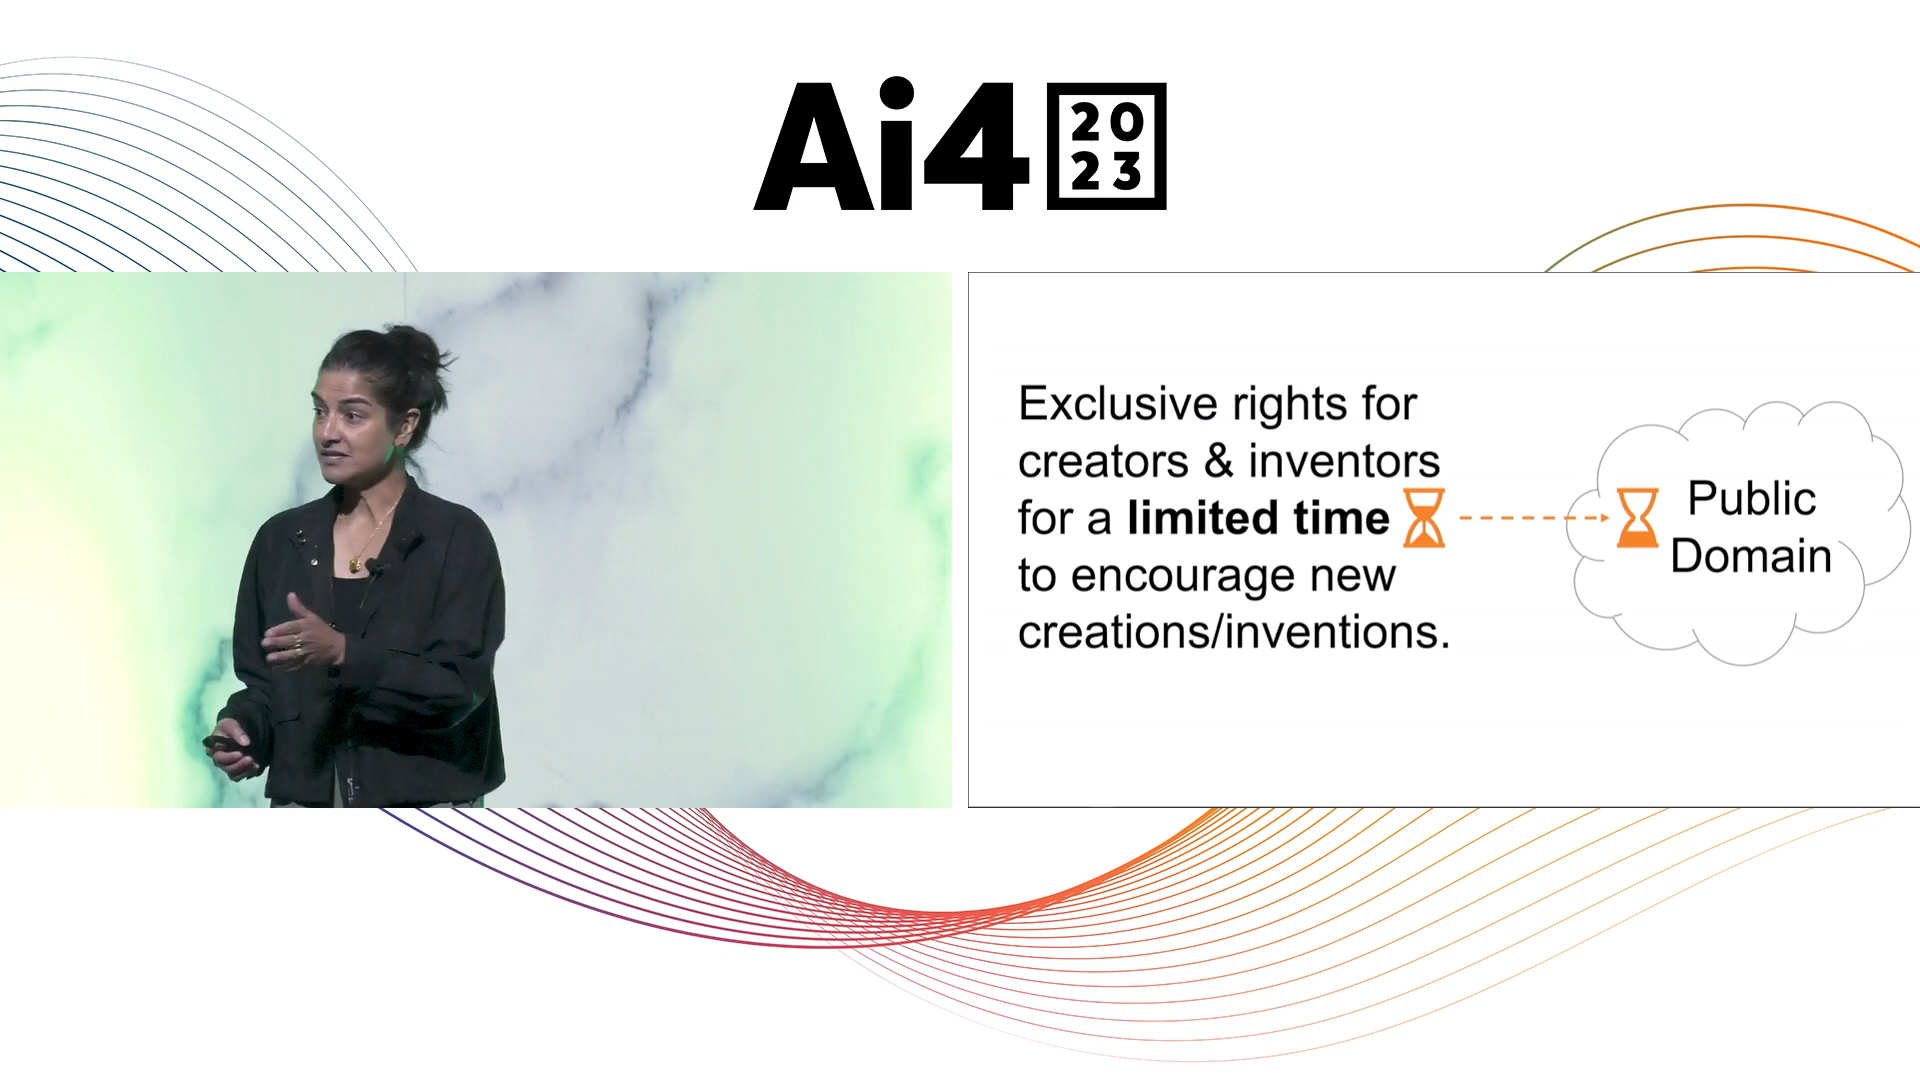 Ai4
20
23
Exclusive rights for
creators & inventors
for a limited time
to encourage new
creations/inventions.
Public
Domain